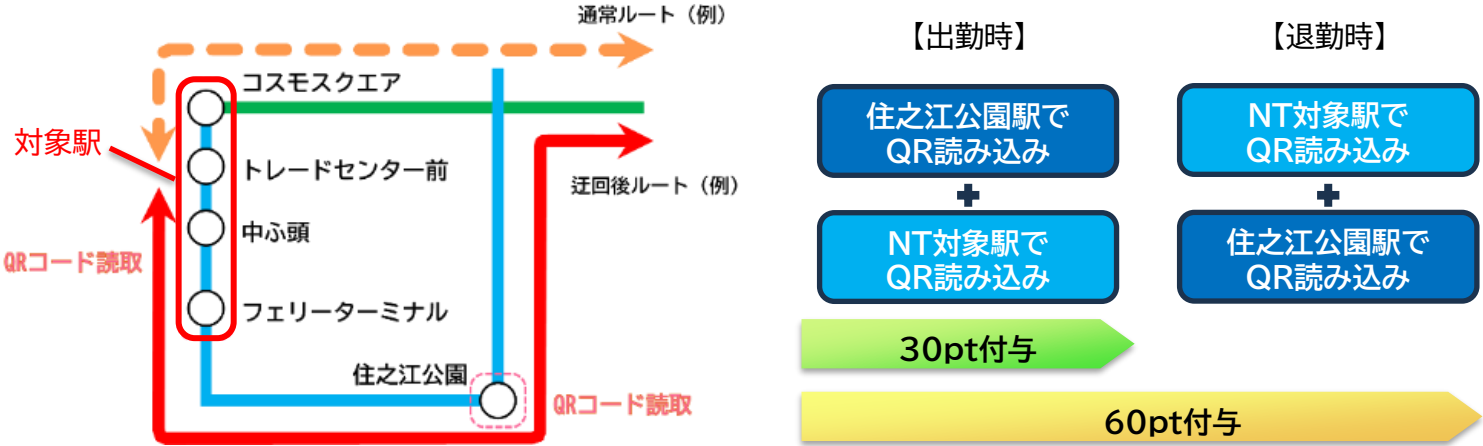 通常ルート（例）
コスモスクエア
対象駅
トレードセンター前
迂回後ルート（例）
中ふ頭
QRコード読取
フェリーターミナル
住之江公園
QRコード読取
【出勤時】
住之江公園駅で
QR読み込み
+
NT対象駅で
QR読み込み
【退勤時】
NT対象駅で
QR読み込み
+
住之江公園駅で
QR読み込み
30pt付与
60pt付与